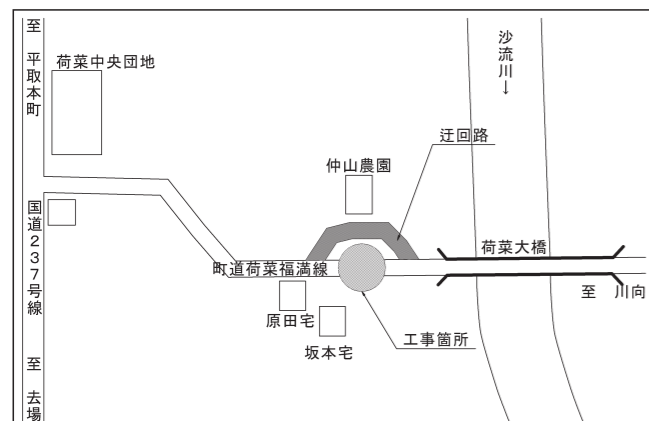 至 平取本町
荷菜中央団地
沙流川→
迂回路
仲山農園
国道237号線
町道荷菜福満線
荷菜大橋
至 川向
原田宅
坂本宅
工事箇所
至 去場